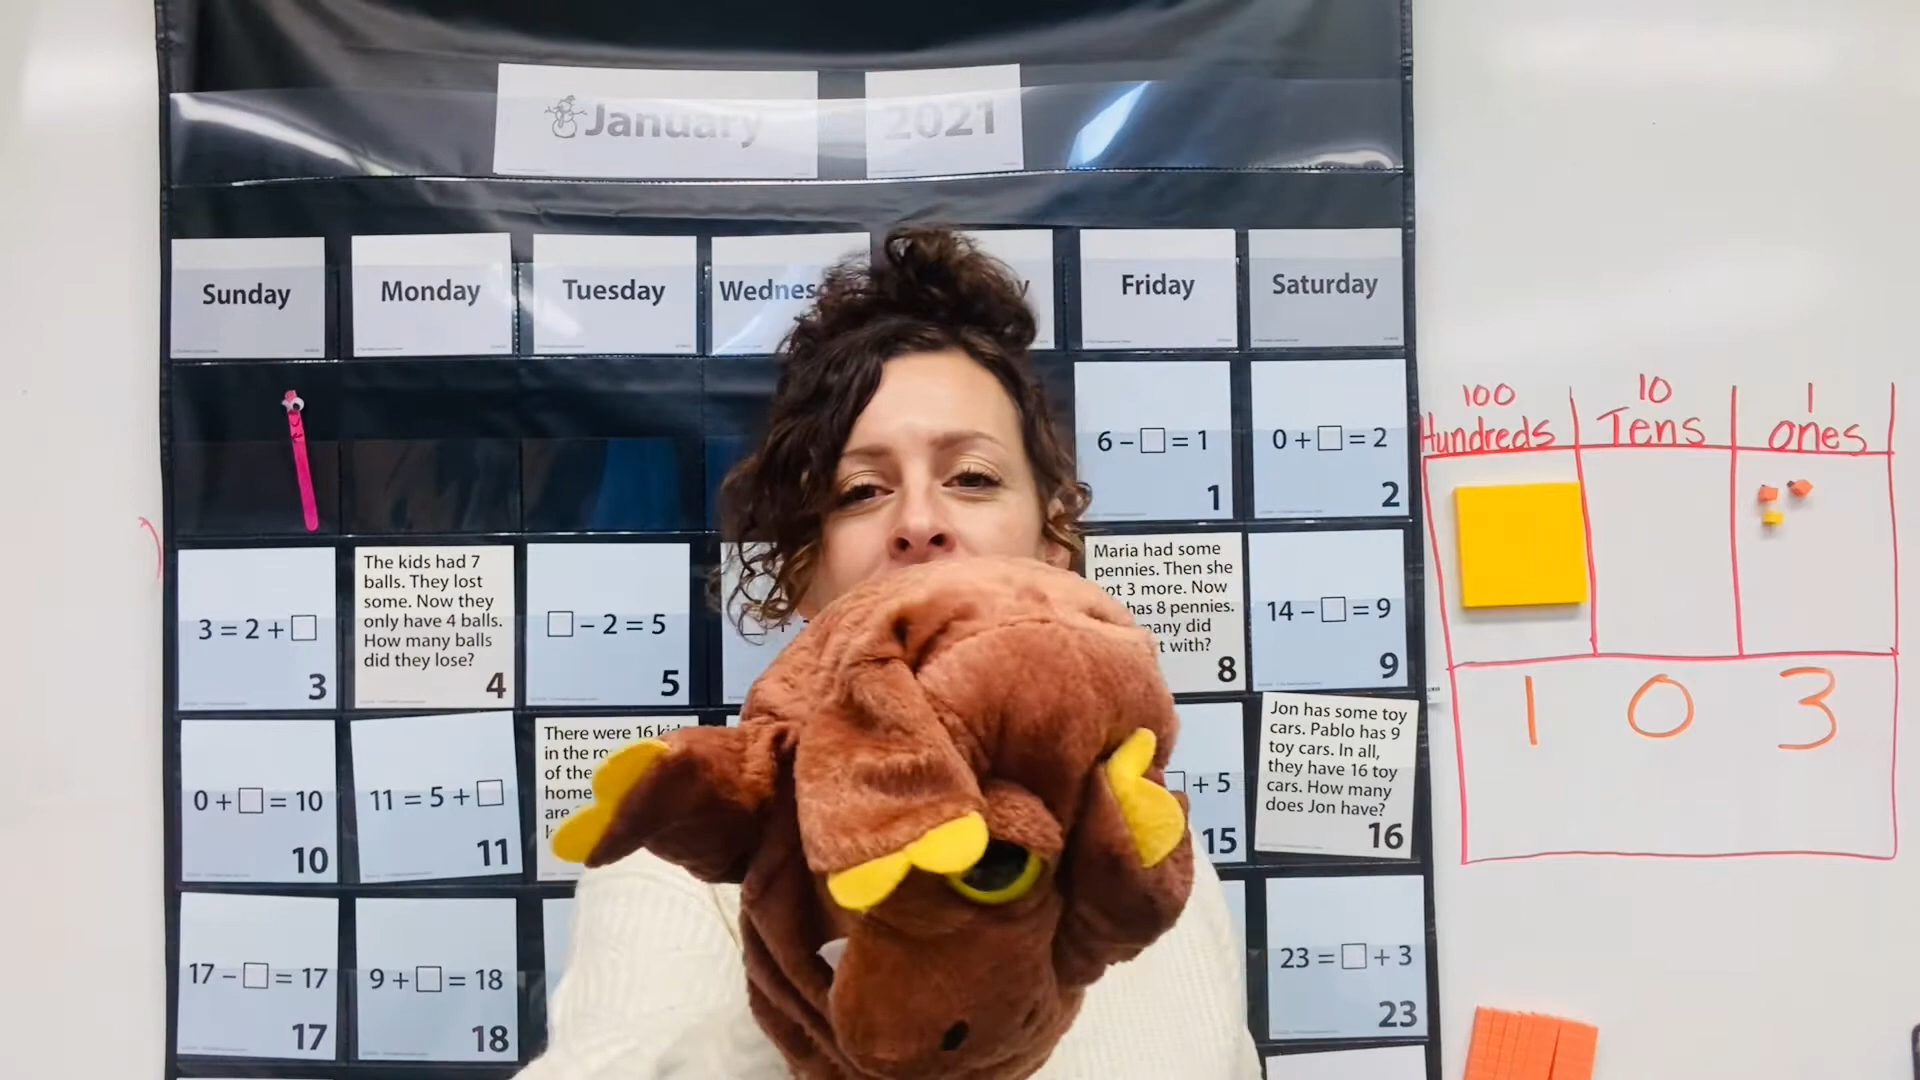 January 2021
Sunday Monday Tuesday Friday Saturday
6 – □ = 1
1
0 + □ = 2
2
3 = 2 + □
3
The kids had 7
balls. They lost
some. Now they
only have 4 balls.
How many balls
did they lose?
4
□ – 2 = 5
5
Maria had some
pennies. Then she
3 more. Now
has 8 pennies.
did
with?
8
14 – □ = 9
9
0 + □ = 10
10
11 = 5 + □
11
There were 16
in the
of the
home
are
□ + 5
15
Jon has some toy
cars. Pablo has 9
toy cars. In all,
they have 16 toy
cars. How many
does Jon have?
16
17 – □ = 17
17
9 + □ = 18
18
23 = □ + 3
23
100 10 1
Hundreds Tens ones
1 0 3